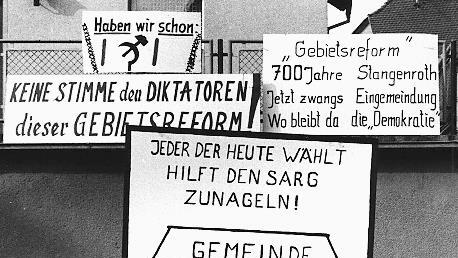 Haben wir schon:
KEINE STIMME den DIKTATOREN
dieser GEBIETSREFORM!
"Gebietsreform"
700 Jahre Stangenroth
Jetzt zwangs Eingemeindung
Wo bleibt da die „Demokratie"
JEDER DER HEUTE WÄHLT
HILFT DEN SARG
ZUNAGELN!
GEMEINDE